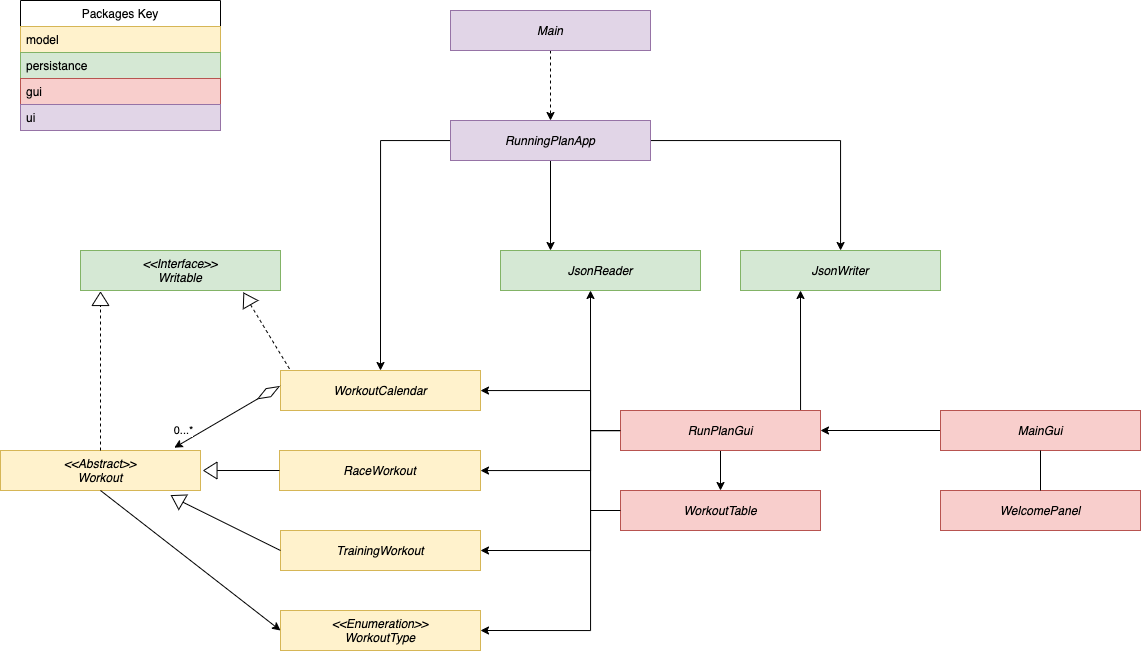 Packages Key
model
persistance
gui
ui
Main
RunningPlanApp
<<Interface>>
Writable
JsonReader
JsonWriter
WorkoutCalendar
0...*
RunPlanGui
MainGui
<<Abstract>>
Workout
RaceWorkout
WorkoutTable
WelcomePanel
TrainingWorkout
<<Enumeration>>
WorkoutType